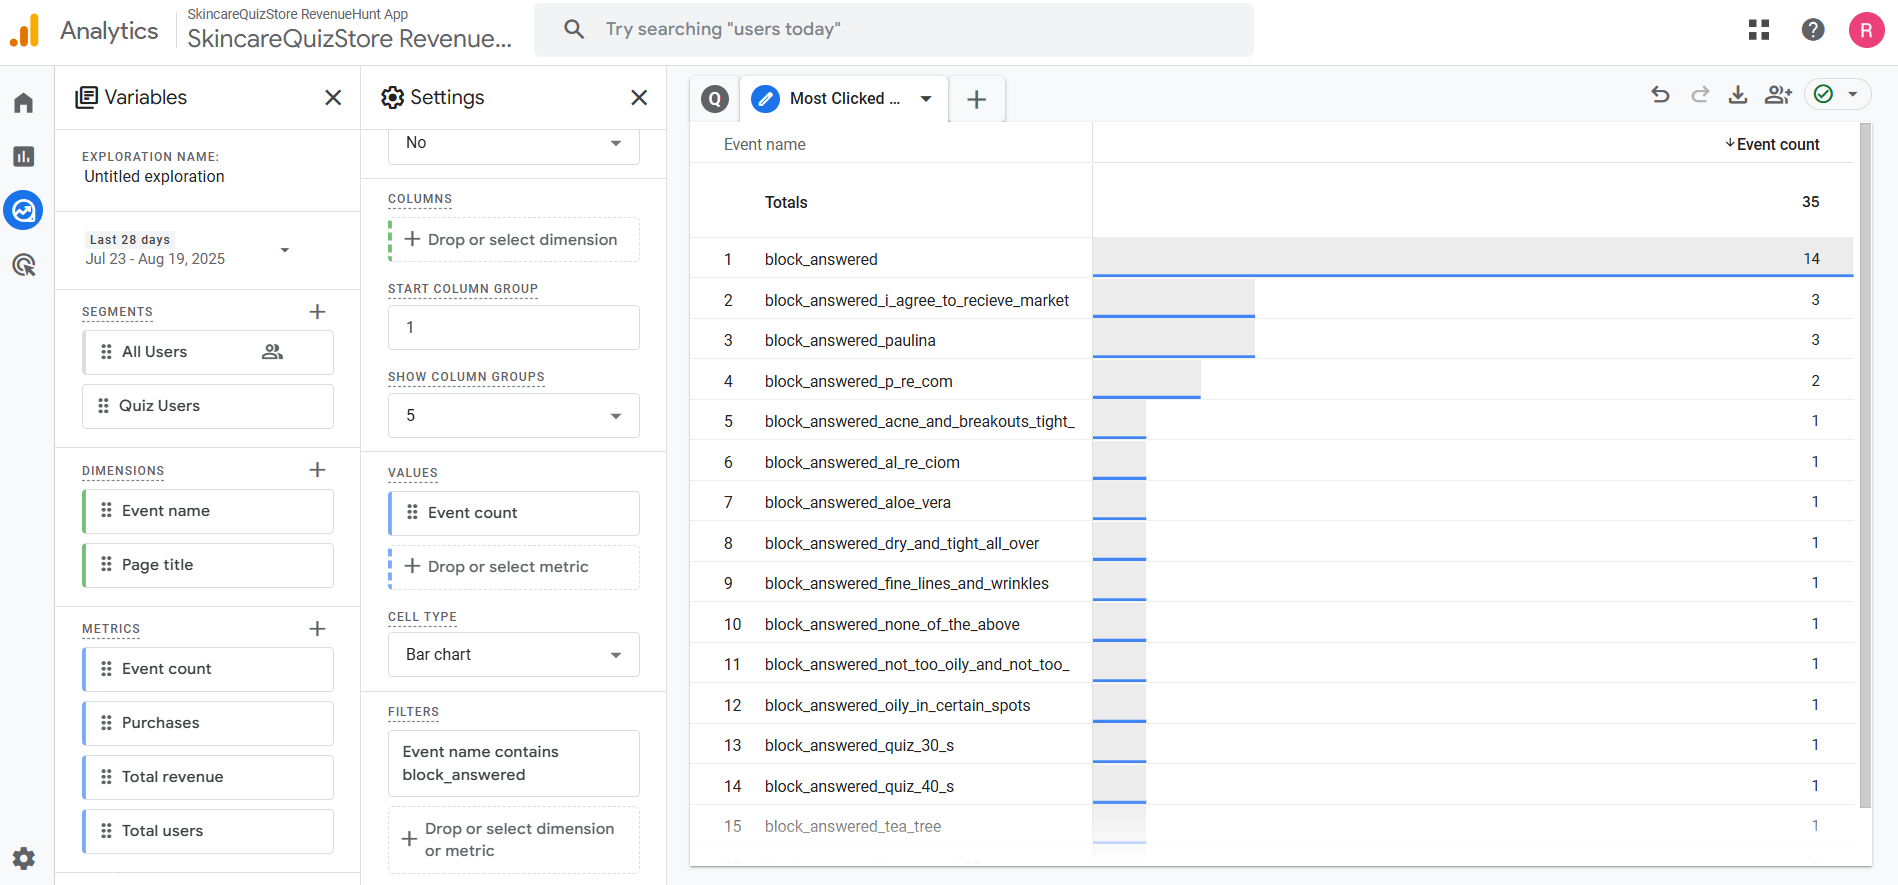 Analytics
SkincareQuizStore RevenueHunt App
SkincareQuizStore Revenue...
Try searching "users today"
R
Variables
EXPLORATION NAME:
Untitled exploration
Last 28 days
Jul 23 - Aug 19, 2025
SEGMENTS
All Users
Quiz Users
DIMENSIONS
Event name
Page title
METRICS
Event count
Purchases
Total revenue
Total users
Settings
No
COLUMNS
Drop or select dimension
START COLUMN GROUP
1
SHOW COLUMN GROUPS
5
VALUES
Event count
Drop or select metric
CELL TYPE
Bar chart
FILTERS
Event name contains
block_answered
Drop or select dimension
or metric
Q
Most Clicked ...
Event name
Event count
Totals 35
1 block_answered 14
2 block_answered_i_agree_to_recieve_market 3
3 block_answered_paulina 3
4 block_answered_p_re_com 2
5 block_answered_acne_and_breakouts_tight_ 1
6 block_answered_al_re_ciom 1
7 block_answered_aloe_vera 1
8 block_answered_dry_and_tight_all_over 1
9 block_answered_fine_lines_and_wrinkles 1
10 block_answered_none_of_the_above 1
11 block_answered_not_too_oily_and_not_too_ 1
12 block_answered_oily_in_certain_spots 1
13 block_answered_quiz_30_s 1
14 block_answered_quiz_40_s 1
15 block_answered_tea_tree 1